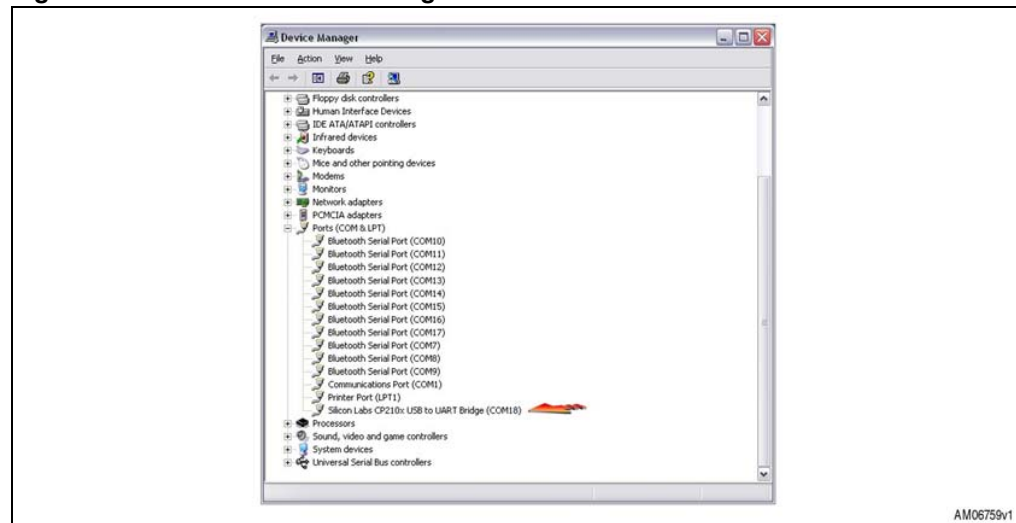 Device Manager
File Action View Help
Floppy disk controllers
Human Interface Devices
IDE ATA/ATAPI controllers
Infrared devices
Keyboards
Mice and other pointing devices
Modems
Monitors
Network adapters
PCMCIA adapters
Ports (COM & LPT)
Bluetooth Serial Port (COM10)
Bluetooth Serial Port (COM11)
Bluetooth Serial Port (COM12)
Bluetooth Serial Port (COM13)
Bluetooth Serial Port (COM14)
Bluetooth Serial Port (COM15)
Bluetooth Serial Port (COM16)
Bluetooth Serial Port (COM17)
Bluetooth Serial Port (COM7)
Bluetooth Serial Port (COM8)
Bluetooth Serial Port (COM9)
Communications Port (COM1)
Printer Port (LPT1)
Silicon Labs CP210x USB to UART Bridge (COM18)
Processors
Sound, video and game controllers
System devices
Universal Serial Bus controllers
AM06759v1